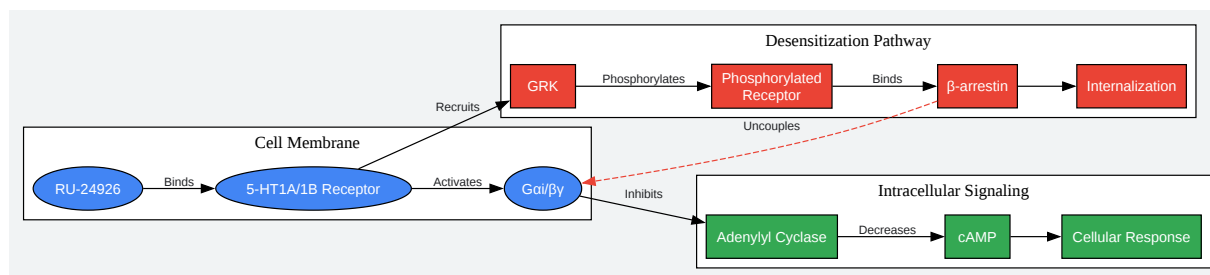 Desensitization Pathway
GRK
Phosphorylates
Phosphorylated
Receptor
Binds
β-arrestin
Internalization
Recruits
Uncouples
Cell Membrane
RU-24926
Binds
5-HT1A/1B Receptor
Activates
Gαi/βγ
Inhibits
Intracellular Signaling
Adenylyl Cyclase
Decreases
cAMP
Cellular Response